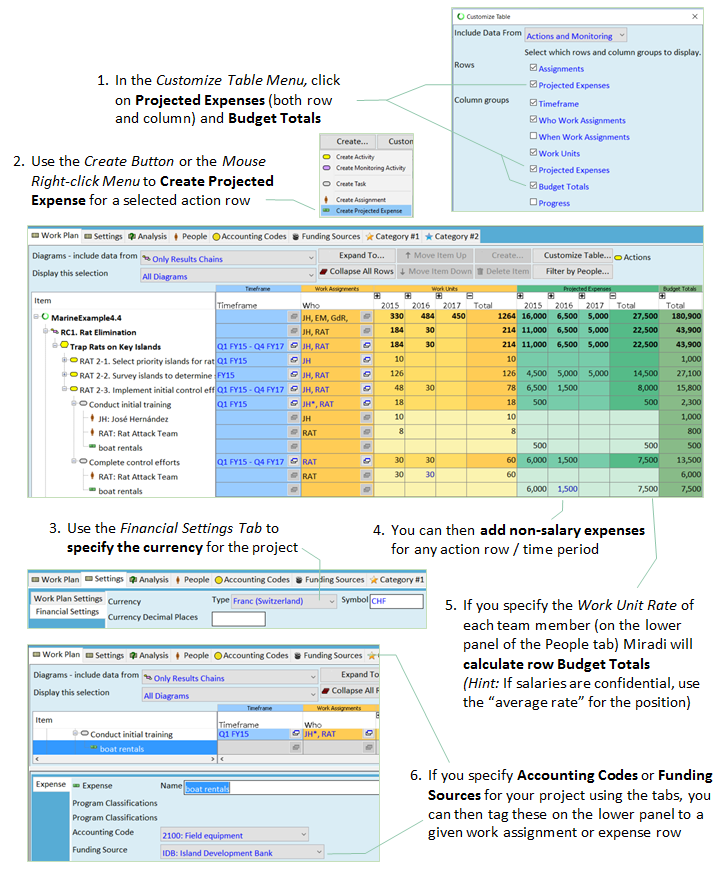 Customize Table
Include Data From Actions and Monitoring
Select which rows and column groups to display.
Rows Assignments
Projected Expenses
Column groups Timeframe
Who Work Assignments
When Work Assignments
Work Units
Projected Expenses
Budget Totals
Progress
1. In the Customize Table Menu, click
on Projected Expenses (both row
and column) and Budget Totals
2. Use the Create Button or the Mouse
Right-click Menu to Create Projected
Expense for a selected action row
Create... Custon
Create Activity
Create Monitoring Activity
Create Task
Create Assignment
Create Projected Expense
Work Plan Settings Analysis People Accounting Codes Funding Sources Category #1 Category #2
Diagrams - include data from Only Results Chains Expand To... Move Item Up Create... Customize Table... Actions
Display this selection All Diagrams Collapse All Rows Move Item Down Delete Item Filter by People...
Timeframe Work Assignments Work Units Projected Expenses Budget Totals
Item Timeframe Who 2015 2016 2017 Total 2015 2016 2017 Total Total
MarineExample4.4 JH, EM, GdR, 330 484 450 1264 16,000 6,500 5,000 27,500 180,900
RC1. Rat Elimination JH, RAT 184 30 214 11,000 6,500 5,000 22,500 43,900
Trap Rats on Key Islands Q1 FY15 - Q4 FY17 JH, RAT 184 30 214 11,000 6,500 5,000 22,500 43,900
RAT 2-1. Select priority islands for rat Q1 FY15 JH 10 10 1,000
RAT 2-2. Survey islands to determine FY15 JH, RAT 126 126 4,500 5,000 5,000 14,500 27,100
RAT 2-3. Implement initial control eff Q1 FY15 - Q4 FY17 JH, RAT 48 30 78 6,500 1,500 8,000 15,800
Conduct initial training Q1 FY15 JH*, RAT 18 18 500 500 2,300
JH: José Hernández JH 10 10 1,000
RAT: Rat Attack Team RAT 8 8 800
boat rentals 500 500 500
Complete control efforts Q1 FY15 - Q4 FY17 RAT 30 30 60 6,000 1,500 7,500 13,500
RAT: Rat Attack Team RAT 30 30 60 6,000
boat rentals 6,000 1,500 7,500 7,500
3. Use the Financial Settings Tab to
specify the currency for the project
4. You can then add non-salary expenses
for any action row / time period
Work Plan Settings Analysis People Accounting Codes Funding Sources Category #1
Work Plan Settings Currency Type Franc (Switzerland) Symbol CHF
Financial Settings Currency Decimal Places
5. If you specify the Work Unit Rate of
each team member (on the lower
panel of the People tab) Miradi will
calculate row Budget Totals
(Hint: If salaries are confidential, use
the “average rate” for the position)
Work Plan Settings Analysis People Accounting Codes Funding Sources
Diagrams - include data from Only Results Chains Expand To
Display this selection All Diagrams Collapse All R
Timeframe Work Assignments
Item Timeframe Who
Conduct initial training Q1 FY15 JH*, RAT
boat rentals
Expense Expense Name boat rentals
Program Classifications
Program Classifications
Accounting Code 2100: Field equipment
Funding Source IDB: Island Development Bank
6. If you specify Accounting Codes or Funding
Sources for your project using the tabs, you
can then tag these on the lower panel to a
given work assignment or expense row